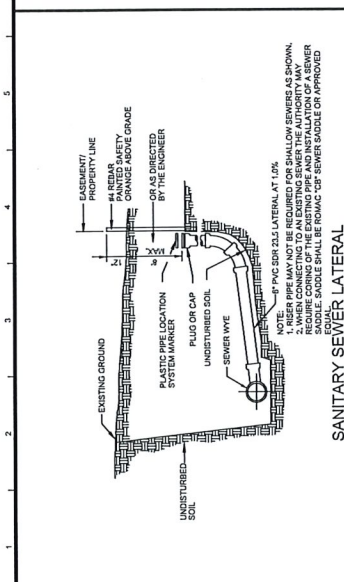 1
2
3
4
5
EXISTING GROUND
UNDISTURBED
SOIL
EASEMENT/
PROPERTY LINE
#4 REBAR
PAINTED SAFETY
ORANGE ABOVE GRADE
12"
8'
MAX.
OR AS DIRECTED
BY THE ENGINEER
PLASTIC PIPE LOCATION
SYSTEM MARKER
PLUG OR CAP
UNDISTURBED SOIL
SEWER WYE
6" PVC SDR 23.5 LATERAL AT 1.0%
NOTE:
1. RISER PIPE MAY NOT BE REQUIRED FOR SHALLOW SEWERS AS SHOWN.
2. WHEN CONNECTING TO AN EXISTING SEWER THE AUTHORITY MAY
REQUIRE CORING OF THE EXISTING PIPE AND INSTALLATION OF A SEWER
SADDLE. SADDLE SHALL BE ROMAC "CB" SEWER SADDLE OR APPROVED
EQUAL.
SANITARY SEWER LATERAL